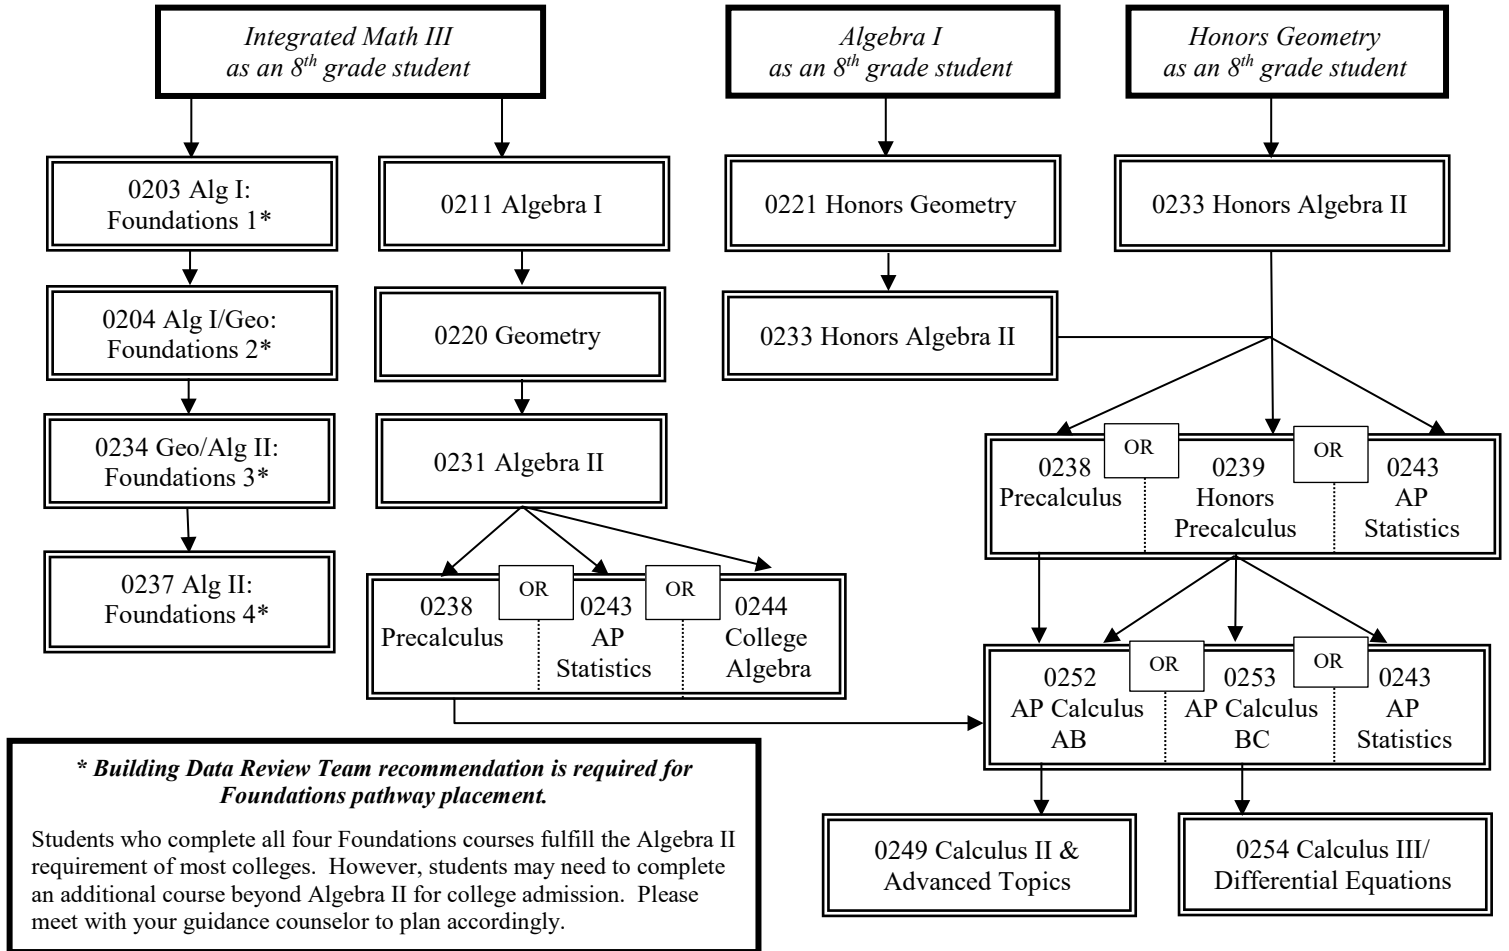 Integrated Math III
as an 8th grade student
Algebra I
as an 8th grade student
Honors Geometry
as an 8th grade student
0203 Alg I:
Foundations 1*
0211 Algebra I
0221 Honors Geometry
0233 Honors Algebra II
0204 Alg I/Geo:
Foundations 2*
0220 Geometry
0233 Honors Algebra II
0234 Geo/Alg II:
Foundations 3*
0231 Algebra II
0238
Precalculus
OR
0239
Honors
Precalculus
OR
0243
AP
Statistics
0237 Alg II:
Foundations 4*
0238
Precalculus
OR
0243
AP
Statistics
OR
0244
College
Algebra
0252
AP Calculus
AB
OR
0253
AP Calculus
BC
OR
0243
AP
Statistics
0249 Calculus II &
Advanced Topics
0254 Calculus III/
Differential Equations
* Building Data Review Team recommendation is required for
Foundations pathway placement.
Students who complete all four Foundations courses fulfill the Algebra II
requirement of most colleges. However, students may need to complete
an additional course beyond Algebra II for college admission. Please
meet with your guidance counselor to plan accordingly.